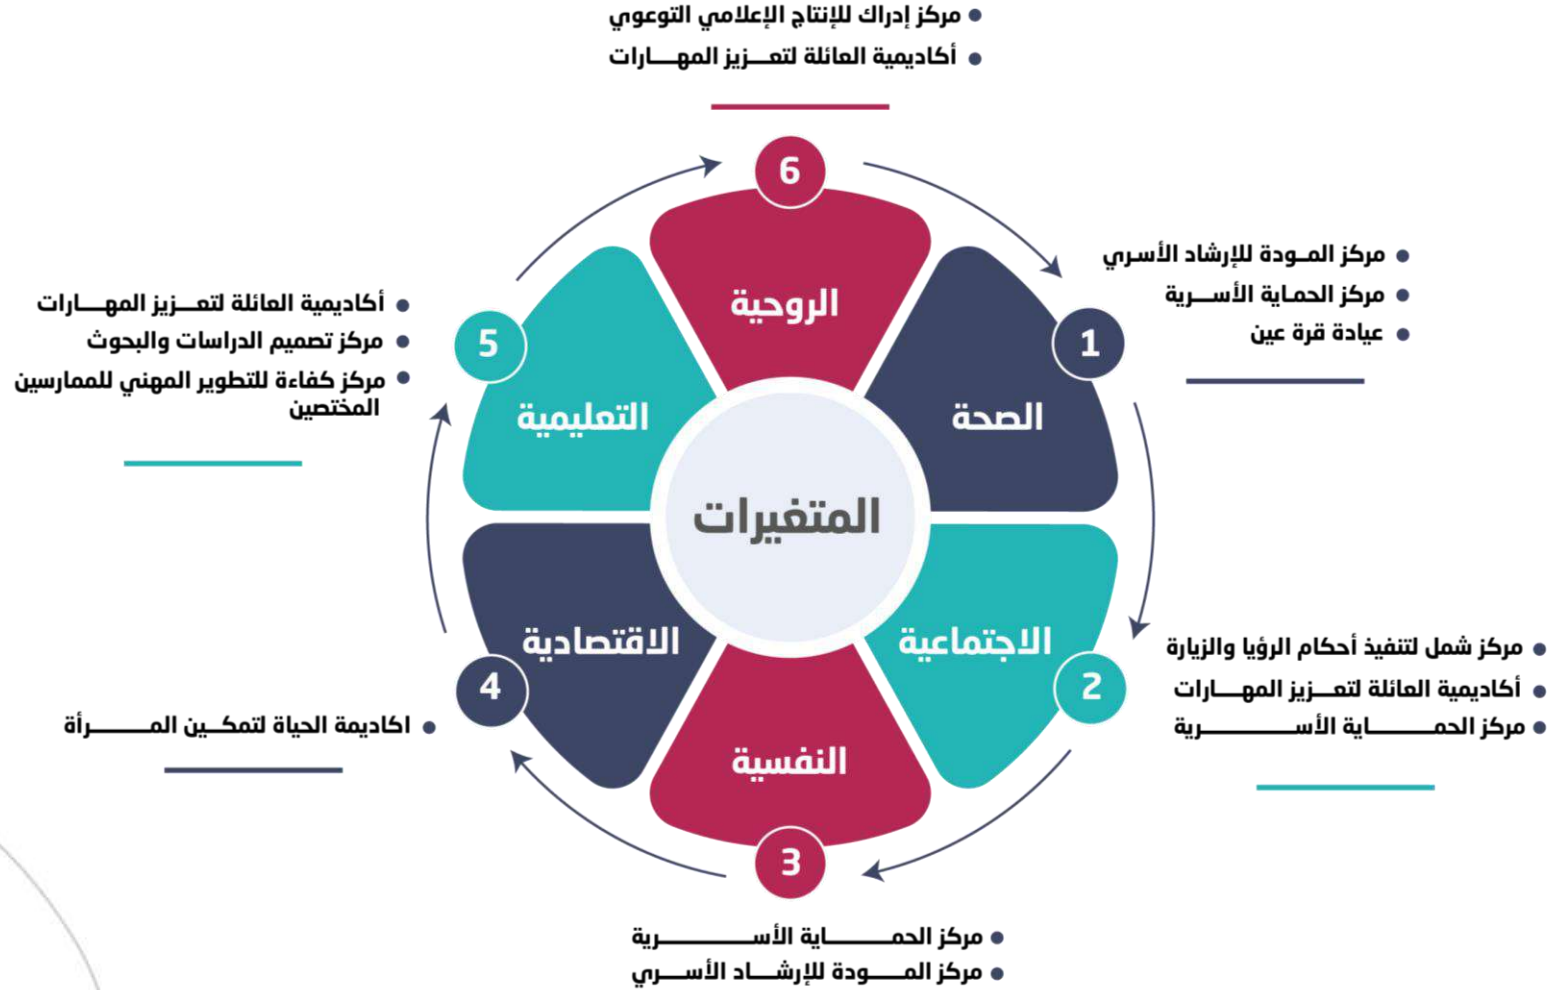 مركز إدراك للإنتاج الإعلامي التوعوي
أكاديمية العائلة لتعزيز المهارات
6
الروحية
1
الصحة
مركز المودة للإرشاد الأسري
مركز الحماية الأسرية
عيادة قرة عين
2
الاجتماعية
مركز شمل لتنفيذ أحكام الرؤيا والزيارة
أكاديمية العائلة لتعزيز المهارات
مركز الحماية الأسرية
3
النفسية
مركز الحماية الأسرية
مركز المودة للإرشاد الأسري
4
الاقتصادية
اكاديمة الحياة لتمكين المرأة
5
التعليمية
أكاديمية العائلة لتعزيز المهارات
مركز تصميم الدراسات والبحوث
مركز كفاءة للتطوير المهني للممارسين
المختصين
المتغيرات